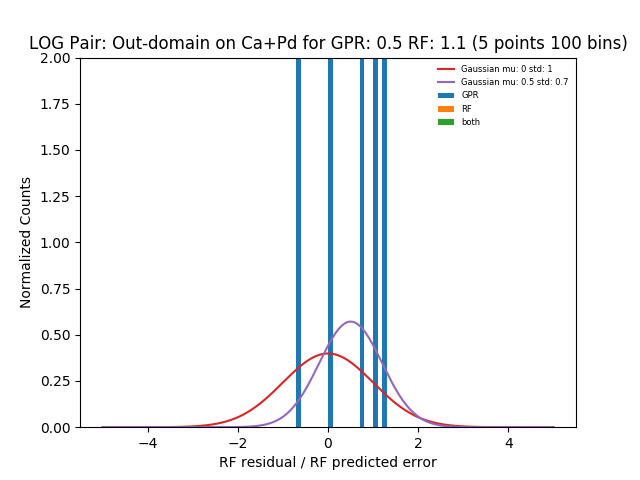 LOG Pair: Out-domain on Ca+Pd for GPR: 0.5 RF: 1.1 (5 points 100 bins)
Gaussian mu: 0 std: 1
Gaussian mu: 0.5 std: 0.7
GPR
RF
both
Normalized Counts
2.00
1.75
1.50
1.25
1.00
0.75
0.50
0.25
0.00
−4
−2
0
2
4
RF residual / RF predicted error